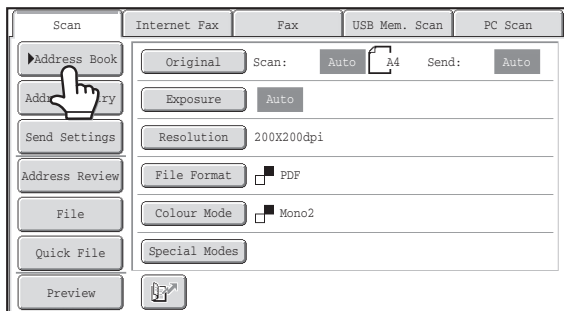 Scan Internet Fax Fax USB Mem. Scan PC Scan
Address Book
Original Scan: Auto A4 Send: Auto
Exposure Auto
Send Settings Resolution 200X200dpi
Address Review File Format PDF
File Colour Mode Mono2
Quick File Special Modes
Preview